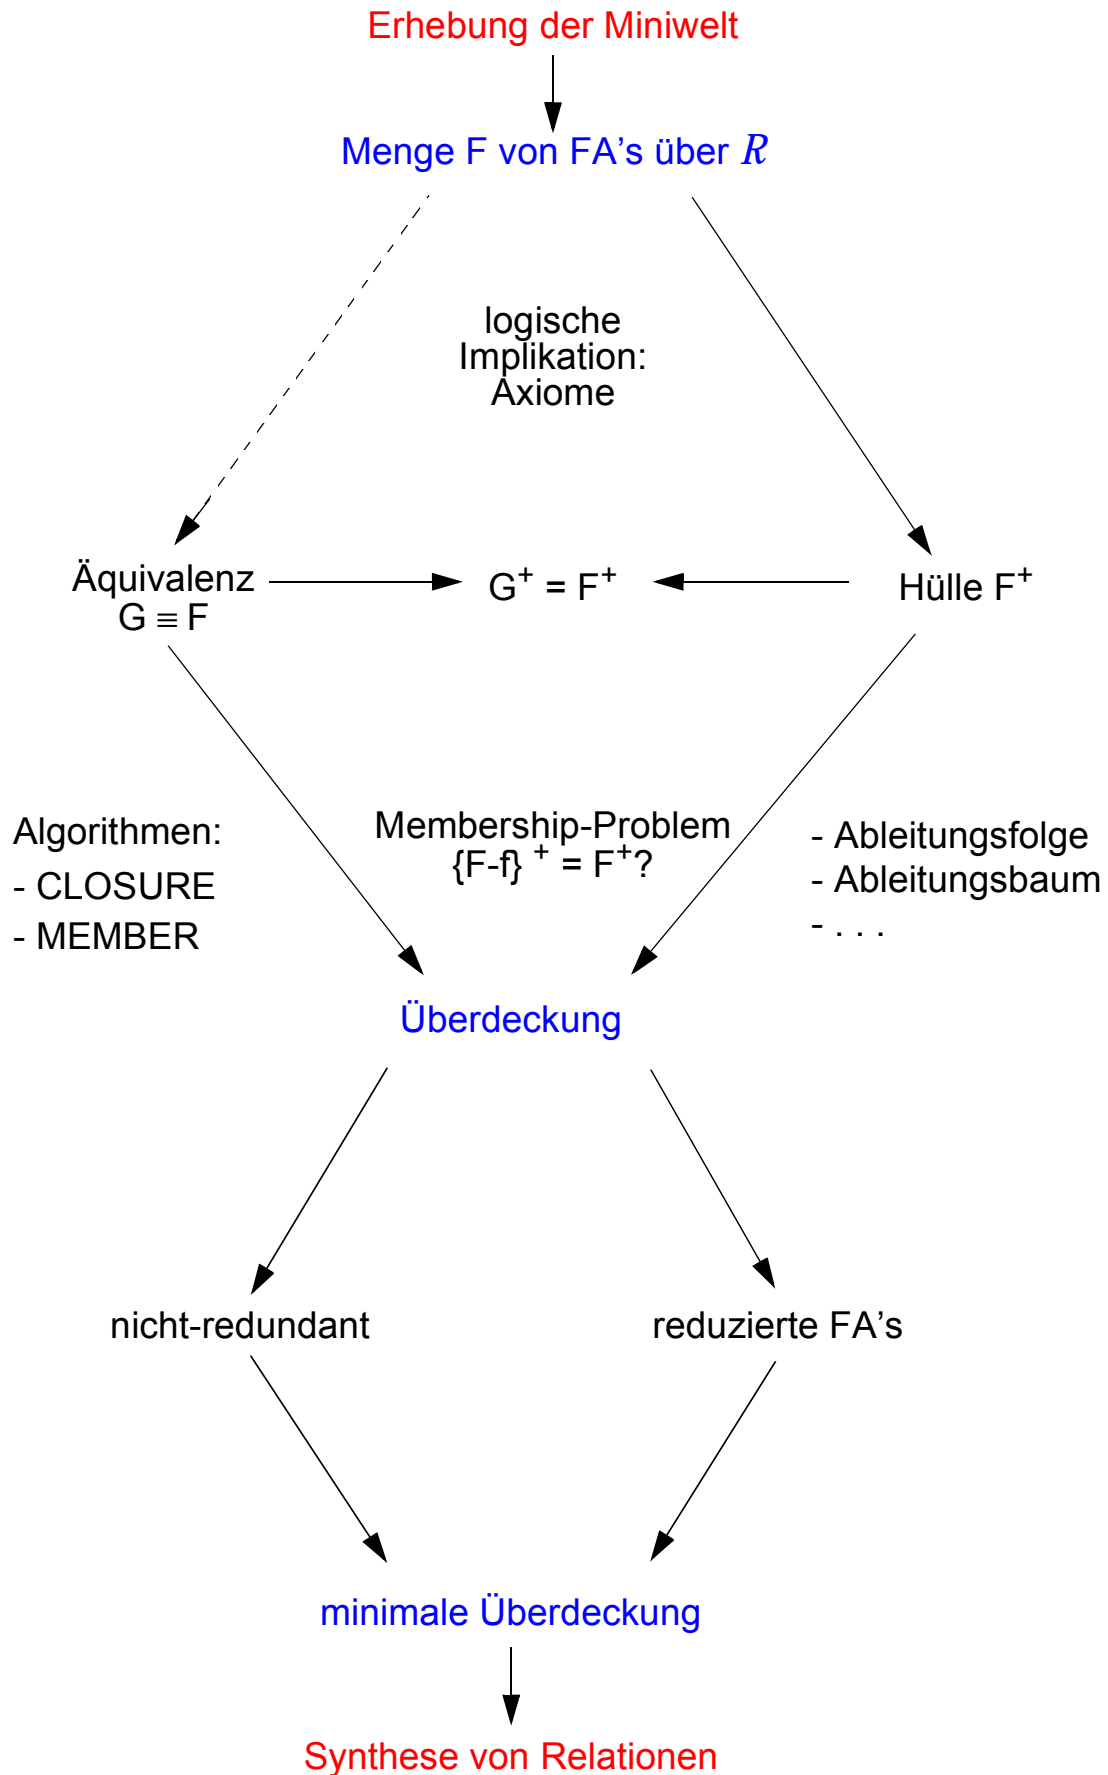 Erhebung der Miniwelt
Menge F von FA's über R
logische
Implikation:
Axiome
Äquivalenz
G ≡ F
G⁺ = F⁺
Hülle F⁺
Algorithmen:
- CLOSURE
- MEMBER
Membership-Problem
{F-f} ⁺ = F⁺?
- Ableitungsfolge
- Ableitungsbaum
- . . .
Überdeckung
nicht-redundant
reduzierte FA's
minimale Überdeckung
Synthese von Relationen